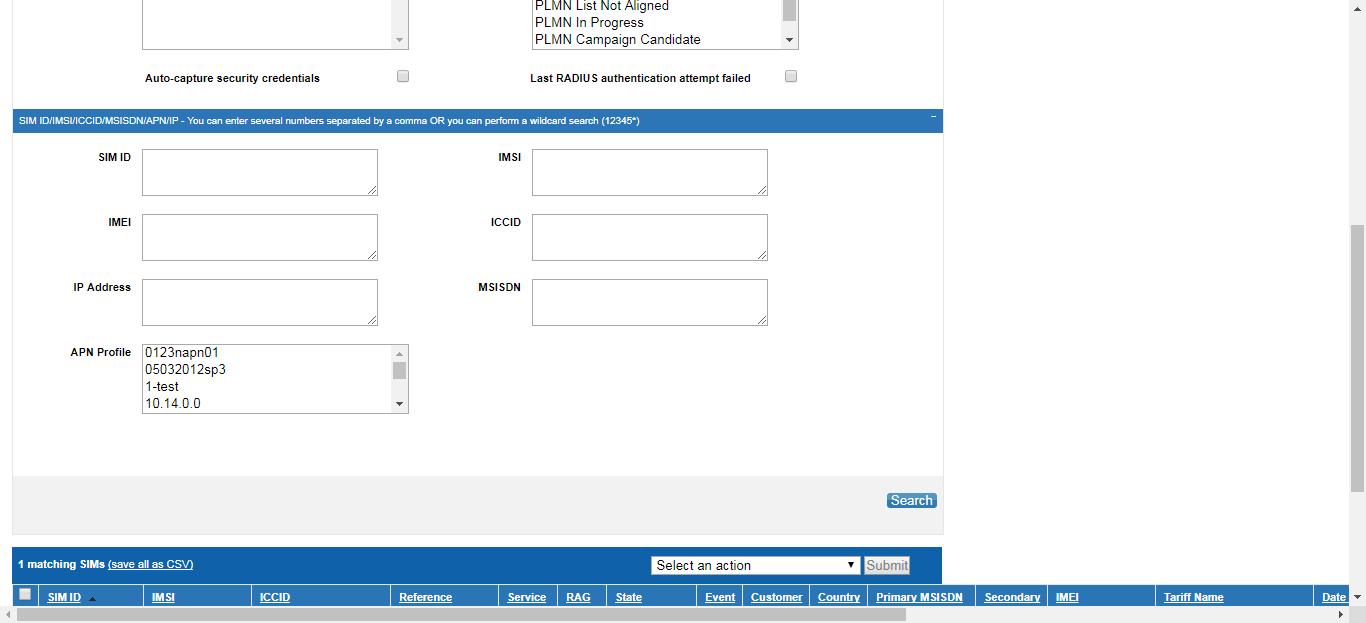 PLMN List Not Aligned
PLMN In Progress
PLMN Campaign Candidate
Auto-capture security credentials
Last RADIUS authentication attempt failed
SIM ID/IMSI/ICCID/MSISDN/APN/IP - You can enter several numbers separated by a comma OR you can perform a wildcard search (12345*)
SIM ID
IMSI
IMEI
ICCID
IP Address
MSISDN
APN Profile
0123napn01
05032012sp3
1-test
10.14.0.0
Search
1 matching SIMs (save all as CSV)
Select an action
Submit
SIM ID IMSI ICCID Reference Service RAG State Event Customer Country Primary MSISDN Secondary IMEI Tariff Name Date